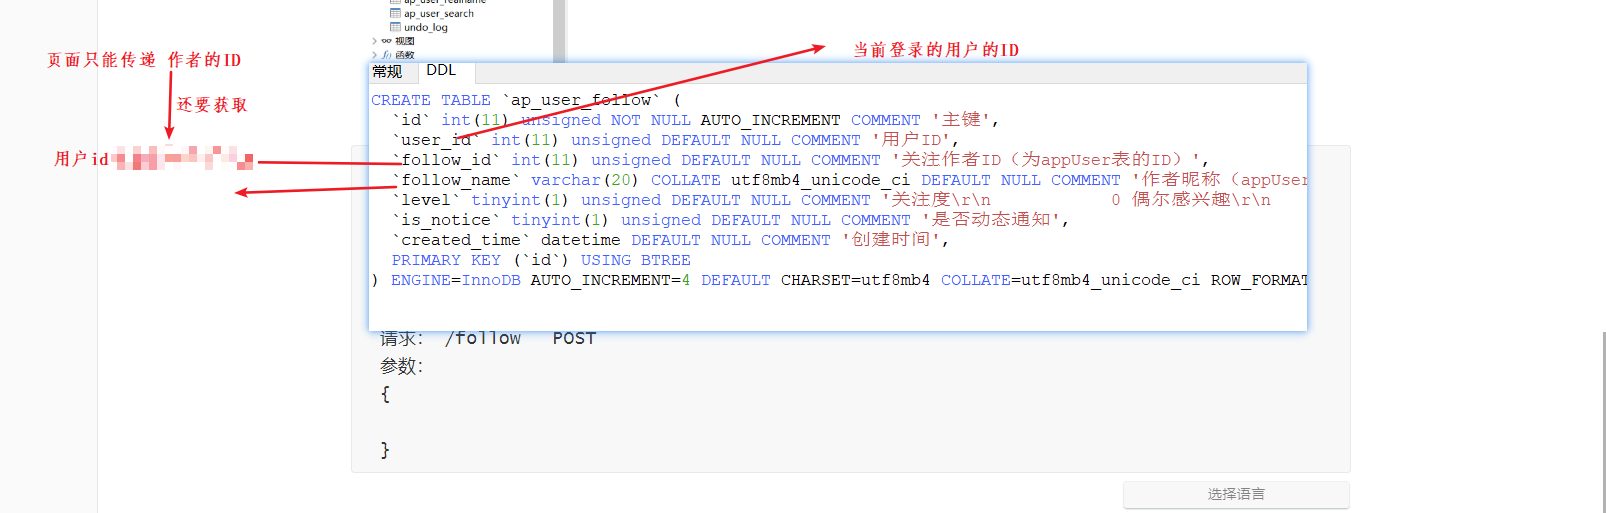 ap_user_realname
ap_user_search
undo_log
视图
函数
页面只能传递 作者的ID
当前登录的用户的ID
还要获取
用户id
常规 DDL
CREATE TABLE `ap_user_follow` (
`id` int(11) unsigned NOT NULL AUTO_INCREMENT COMMENT '主键',
`user_id` int(11) unsigned DEFAULT NULL COMMENT '用户ID',
`follow_id` int(11) unsigned DEFAULT NULL COMMENT '关注作者ID（为appUser表的ID）',
`follow_name` varchar(20) COLLATE utf8mb4_unicode_ci DEFAULT NULL COMMENT '作者昵称（appUser
`level` tinyint(1) unsigned DEFAULT NULL COMMENT '关注度\r\n 0 偶尔感兴趣\r\n
`is_notice` tinyint(1) unsigned DEFAULT NULL COMMENT '是否动态通知',
`created_time` datetime DEFAULT NULL COMMENT '创建时间',
PRIMARY KEY (`id`) USING BTREE
) ENGINE=InnoDB AUTO_INCREMENT=4 DEFAULT CHARSET=utf8mb4 COLLATE=utf8mb4_unicode_ci ROW_FORMAT
请求： /follow POST
参数：
{
}
选择语言